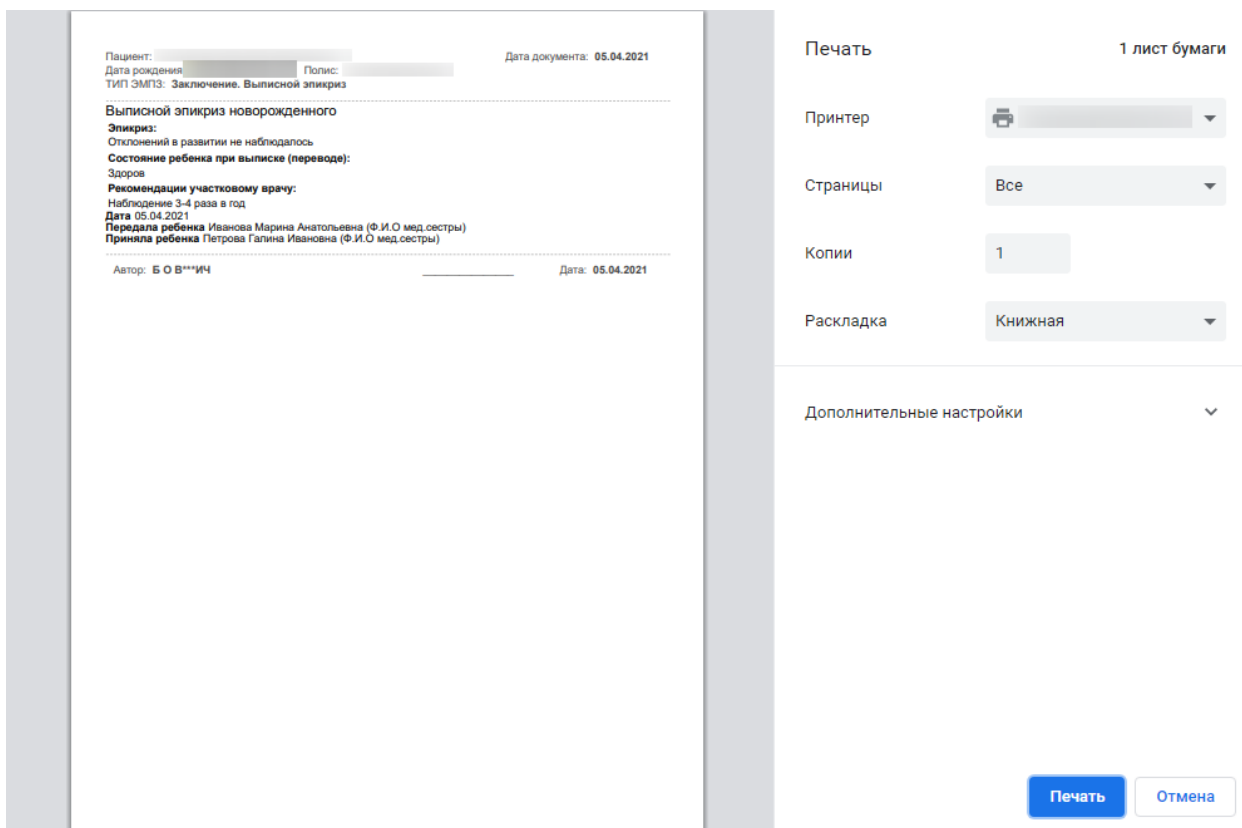 Пациент:
Дата документа: 05.04.2021
Дата рождения
Полис:
ТИП ЭМПЗ: Заключение. Выписной эпикриз
Выписной эпикриз новорожденного
Эпикриз:
Отклонений в развитии не наблюдалось
Состояние ребенка при выписке (переводе):
Здоров
Рекомендации участковому врачу:
Наблюдение 3-4 раза в год
Дата 05.04.2021
Передала ребенка Иванова Марина Анатольевна (Ф.И.О мед.сестры)
Приняла ребенка Петрова Галина Ивановна (Ф.И.О мед.сестры)
Автор: Б О В***ИЧ
Дата: 05.04.2021
Печать
1 лист бумаги
Принтер
Страницы
Все
Копии
1
Раскладка
Книжная
Дополнительные настройки
Печать
Отмена